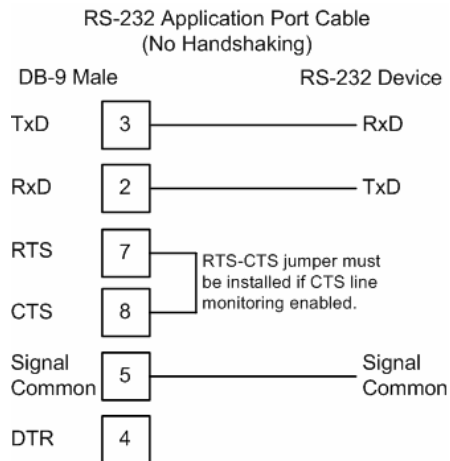 RS-232 Application Port Cable
(No Handshaking)
DB-9 Male
RS-232 Device
TxD
3
RxD
RxD
2
TxD
RTS
7
RTS-CTS jumper must
be installed if CTS line
monitoring enabled.
CTS
8
Signal
Common
5
Signal
Common
DTR
4